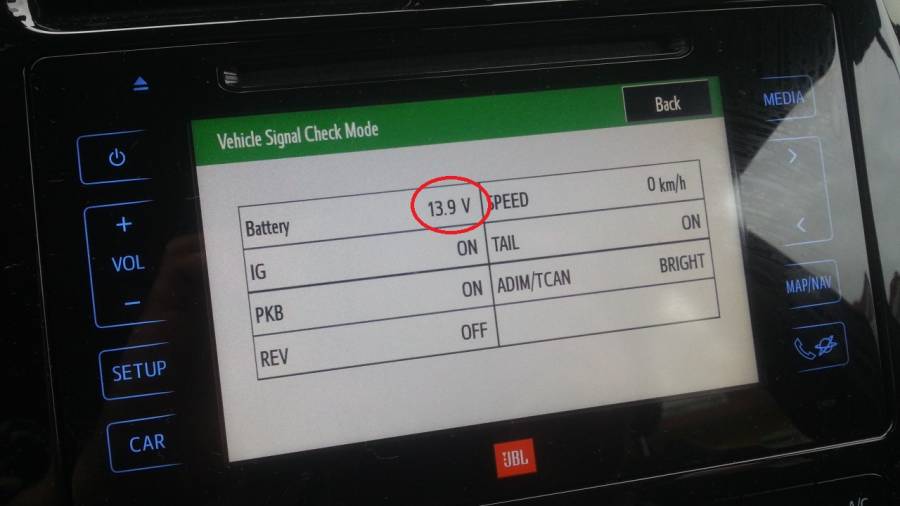 MEDIA
Back
Vehicle Signal Check Mode
Battery 13.9 V SPEED 0 km/h
IG ON TAIL ON
PKB ON ADIM/TCAN BRIGHT
REV OFF
+
VOL
−
SETUP
CAR
MAP/NAV
JBL
A/C